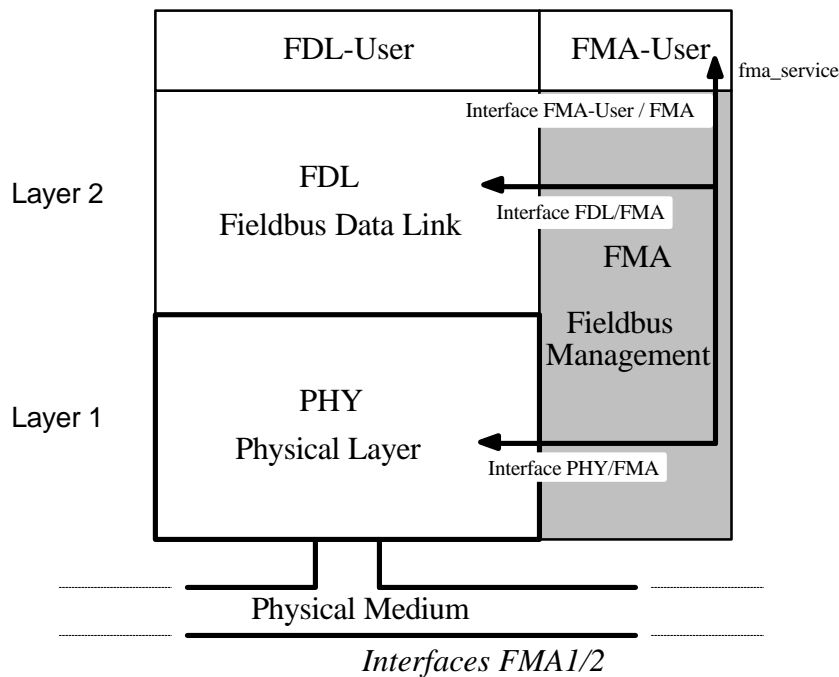 FDL-User
FMA-User
fma_service
Interface FMA-User / FMA
Layer 2
FDL
Fieldbus Data Link
Interface FDL/FMA
FMA
Fieldbus
Management
Layer 1
PHY
Physical Layer
Interface PHY/FMA
Physical Medium
Interfaces FMA1/2